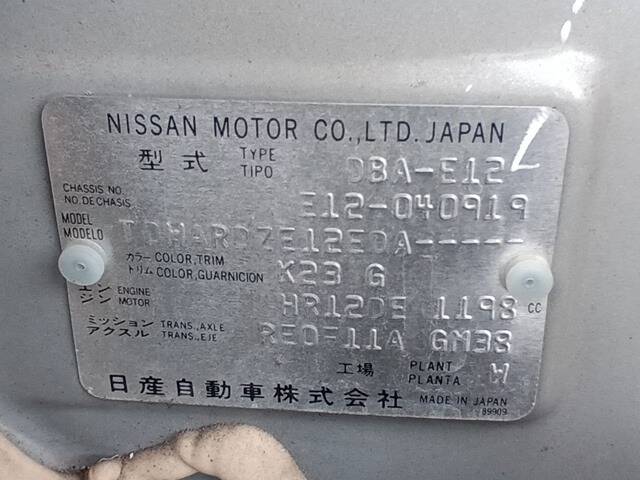 NISSAN MOTOR CO.,LTD. JAPAN
型式 TYPE TIPO DBA-E12
CHASSIS NO. NO.DE CHASIS E12-040919
MODEL MODELO TDWARDZE12EDA-----
カラー COLOR,TRIM トリム COLOR,GUARNICION K23 G
エンジン ENGINE MOTOR HR12DE 1198 CC
ミッション TRANS.,AXLE アクスル TRANS.,EJE RE0F11A GM38
工場 PLANT PLANTA W
日産自動車株式会社 MADE IN JAPAN
89909